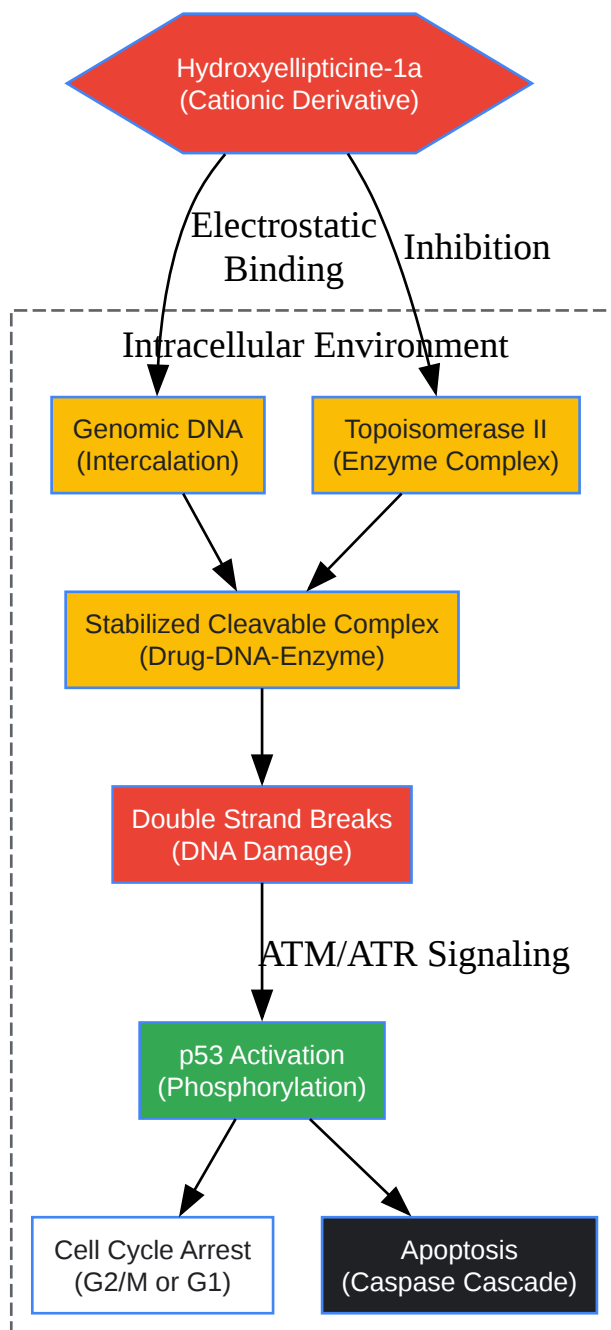 Hydroxyellipticine-1a
(Cationic Derivative)
Electrostatic
Binding
Inhibition
Intracellular Environment
Genomic DNA
(Intercalation)
Topoisomerase II
(Enzyme Complex)
Stabilized Cleavable Complex
(Drug-DNA-Enzyme)
Double Strand Breaks
(DNA Damage)
ATM/ATR Signaling
p53 Activation
(Phosphorylation)
Cell Cycle Arrest
(G2/M or G1)
Apoptosis
(Caspase Cascade)